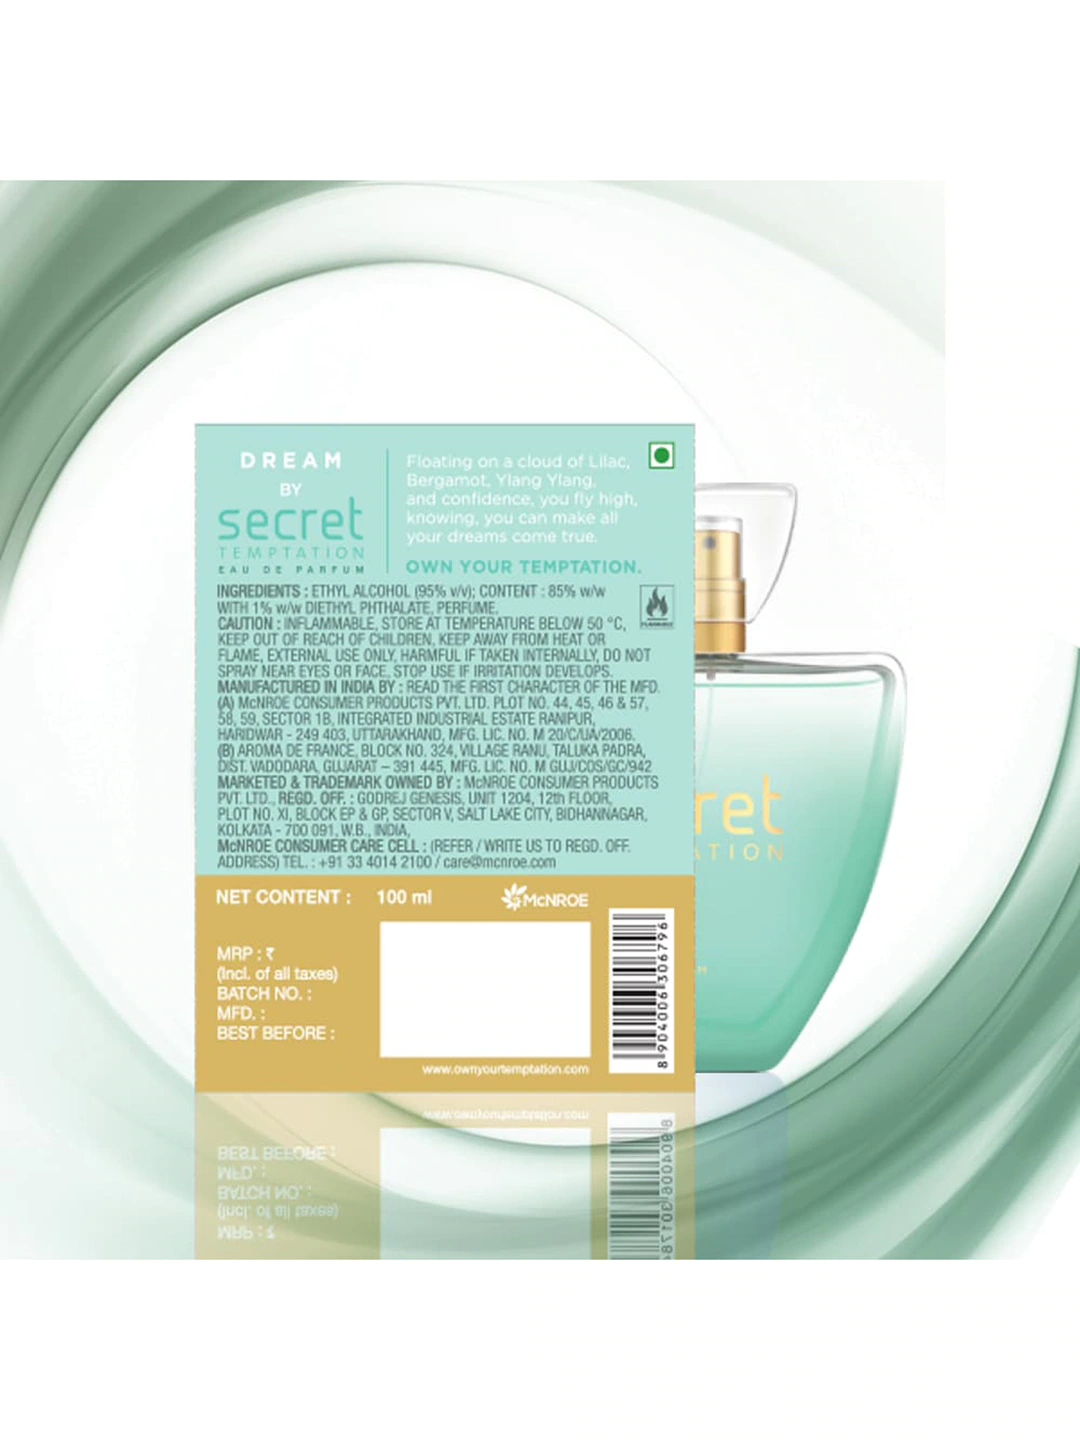 DREAM
BY
secret
TEMPTATION
EAU DE PARFUM
Floating on a cloud of Lilac,
Bergamot, Ylang Ylang,
and confidence, you fly high,
knowing, you can make all
your dreams come true.
OWN YOUR TEMPTATION.
INGREDIENTS : ETHYL ALCOHOL (95% v/v); CONTENT : 85% w/w
WITH 1% w/w DIETHYL PHTHALATE, PERFUME.
CAUTION : INFLAMMABLE, STORE AT TEMPERATURE BELOW 50 °C,
KEEP OUT OF REACH OF CHILDREN, KEEP AWAY FROM HEAT OR
FLAME, EXTERNAL USE ONLY, HARMFUL IF TAKEN INTERNALLY, DO NOT
SPRAY NEAR EYES OR FACE, STOP USE IF IRRITATION DEVELOPS.
FLAMMABLE
MANUFACTURED IN INDIA BY : READ THE FIRST CHARACTER OF THE MFD.
(A) McNROE CONSUMER PRODUCTS PVT. LTD. PLOT NO. 44, 45, 46 & 57,
58, 59, SECTOR 1B, INTEGRATED INDUSTRIAL ESTATE RANIPUR,
HARIDWAR - 249 403, UTTARAKHAND, MFG. LIC. NO. M 20/C/UA/2006.
(B) AROMA DE FRANCE, BLOCK NO. 324, VILLAGE RANU, TALUKA PADRA,
DIST. VADODARA, GUJARAT – 391 445, MFG. LIC. NO. M GUJ/COS/GC/942
MARKETED & TRADEMARK OWNED BY : McNROE CONSUMER PRODUCTS
PVT. LTD., REGD. OFF. : GODREJ GENESIS, UNIT 1204, 12th FLOOR,
PLOT NO. XI, BLOCK EP & GP, SECTOR V, SALT LAKE CITY, BIDHANNAGAR,
KOLKATA - 700 091, W.B., INDIA,
McNROE CONSUMER CARE CELL : (REFER / WRITE US TO REGD. OFF.
ADDRESS) TEL. : +91 33 4014 2100 / care@mcnroe.com
NET CONTENT : 100 ml
McNROE
MRP : ₹
(Incl. of all taxes)
BATCH NO. :
MFD. :
BEST BEFORE :
www.ownyourtemptation.com
8 904006 306796
ret
ATION
M